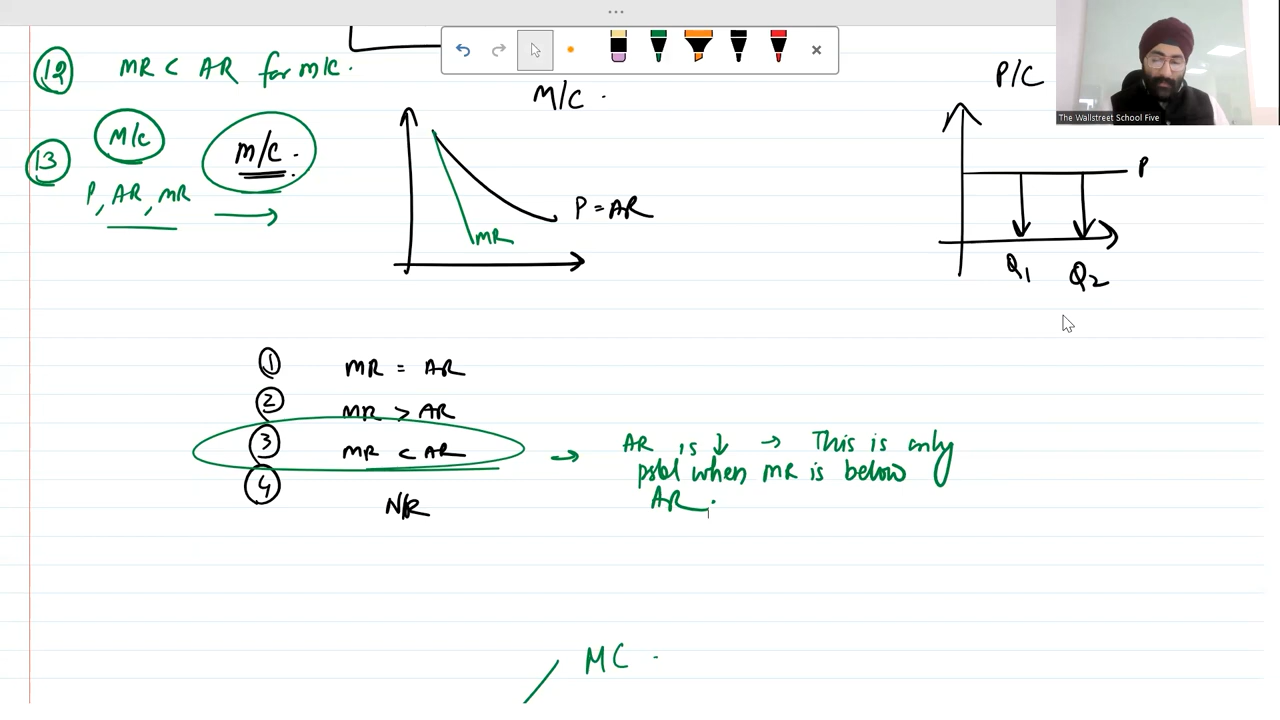 12 MR < AR for m/c.
M/C .
P/C
The Wallstreet School Five
13 M/C m/c.
P, AR, MR →
P = AR
MR
P
Q1 Q2
1 MR = AR
2 MR > AR
3 MR < AR → AR is ↓ → This is only
psbl when MR is below
AR.
4 N/R
MC .